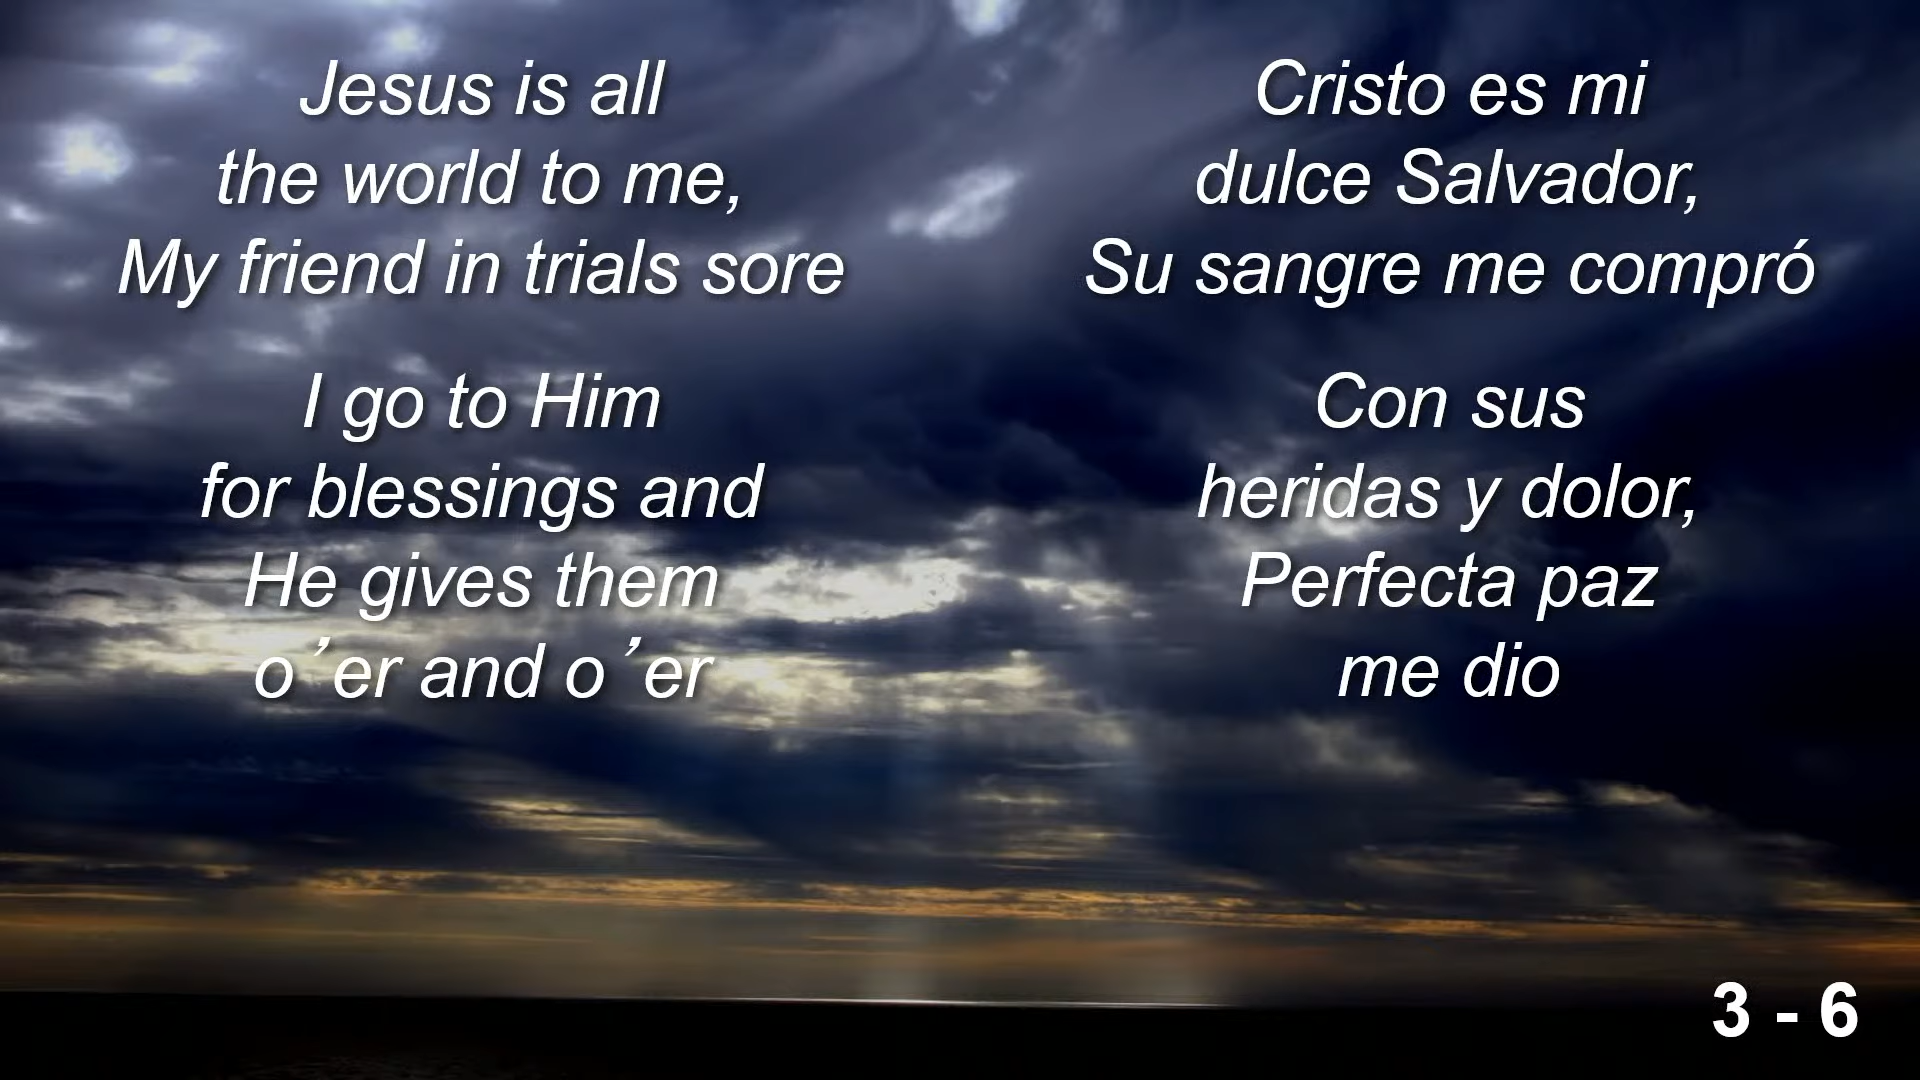 Jesus is all
the world to me,
My friend in trials sore
I go to Him
for blessings and
He gives them
o’er and o’er
Cristo es mi
dulce Salvador,
Su sangre me compró
Con sus
heridas y dolor,
Perfecta paz
me dio
3 - 6